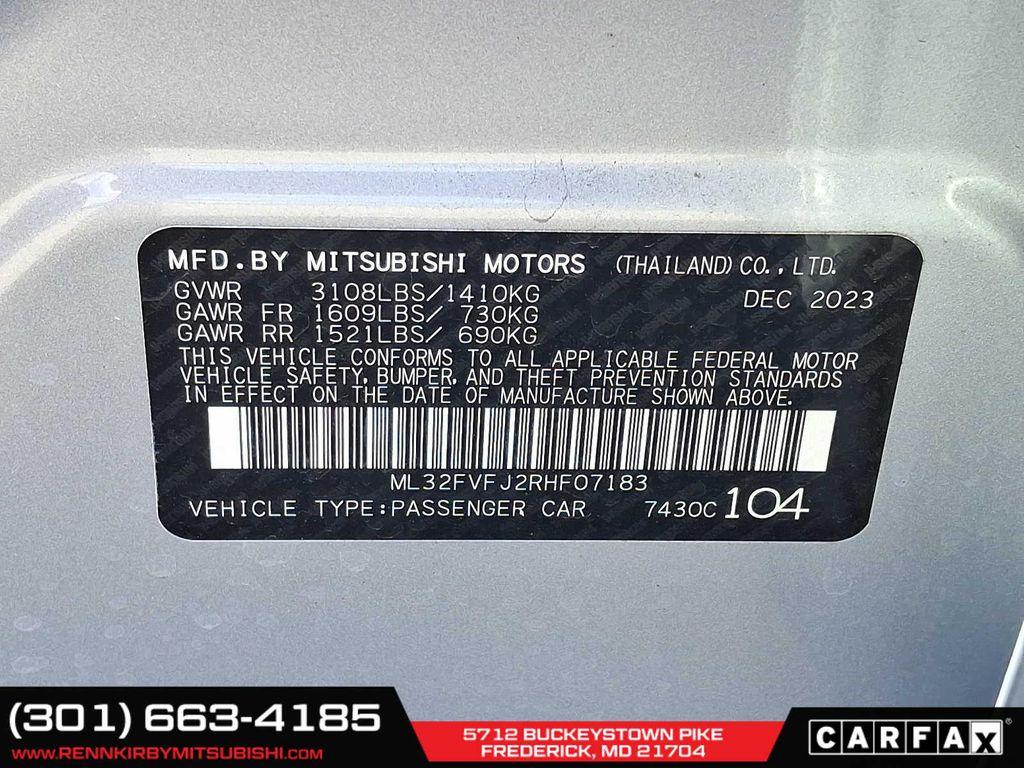 MFD.BY MITSUBISHI MOTORS (THAILAND) CO.,LTD.
GVWR 3108LBS/1410KG DEC 2023
GAWR FR 1609LBS/ 730KG
GAWR RR 1521LBS/ 690KG
THIS VEHICLE CONFORMS TO ALL APPLICABLE FEDERAL MOTOR
VEHICLE SAFETY, BUMPER, AND THEFT PREVENTION STANDARDS
IN EFFECT ON THE DATE OF MANUFACTURE SHOWN ABOVE.
ML32FVFJ2RHF07183
VEHICLE TYPE:PASSENGER CAR 7430C 104
(301) 663-4185
WWW.RENNKIRBYMITSUBISHI.COM
5712 BUCKEYSTOWN PIKE
FREDERICK, MD 21704
CARFAX